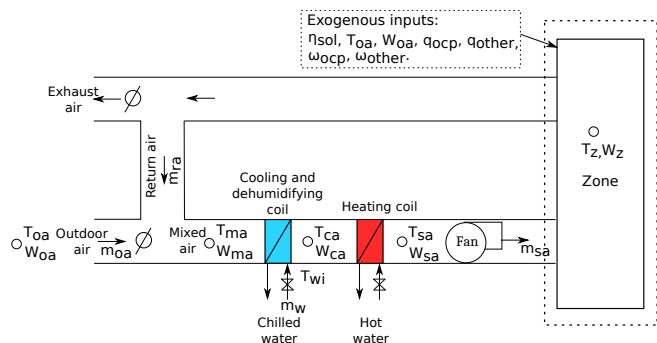 Exogenous inputs:
ηsol, Toa, Woa, qocp, qother,
ωocp, ωother.
Exhaust
air
Return air
mra
Cooling and
dehumidifying
coil
Heating coil
Tz,Wz
Zone
Toa
Woa
Outdoor
air
moa
Mixed
air
Tma
Wma
Tca
Wca
Tsa
Wsa
Fan
msa
Twi
mw
Chilled
water
Hot
water